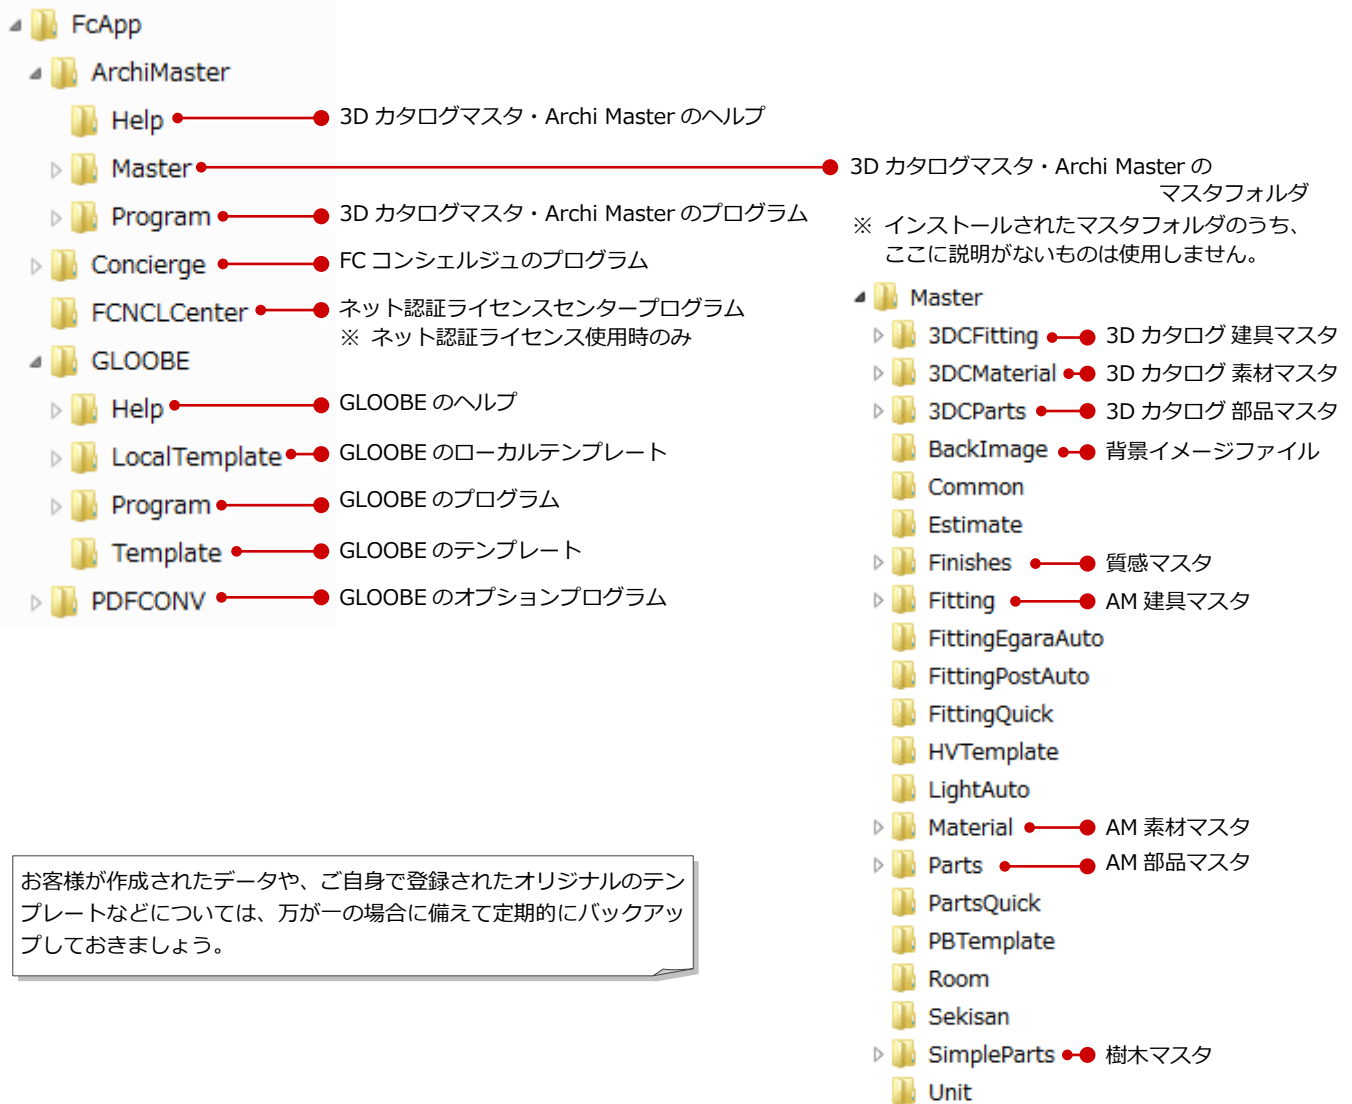 FcApp
ArchiMaster
Help 3D カタログマスタ・Archi Master のヘルプ
Master 3D カタログマスタ・Archi Master の
マスタフォルダ
Program 3D カタログマスタ・Archi Master のプログラム
※ インストールされたマスタフォルダのうち、
ここに説明がないものは使用しません。
Concierge FC コンシェルジュのプログラム
FCNCLCenter ネット認証ライセンスセンタープログラム
※ ネット認証ライセンス使用時のみ
GLOOBE
Help GLOOBE のヘルプ
LocalTemplate GLOOBE のローカルテンプレート
Program GLOOBE のプログラム
Template GLOOBE のテンプレート
PDFCONV GLOOBE のオプションプログラム
Master
3DCFitting 3D カタログ 建具マスタ
3DCMaterial 3D カタログ 素材マスタ
3DCParts 3D カタログ 部品マスタ
BackImage 背景イメージファイル
Common
Estimate
Finishes 質感マスタ
Fitting AM 建具マスタ
FittingEgaraAuto
FittingPostAuto
FittingQuick
HVTemplate
LightAuto
Material AM 素材マスタ
Parts AM 部品マスタ
PartsQuick
PBTemplate
Room
Sekisan
SimpleParts 樹木マスタ
Unit
お客様が作成されたデータや、ご自身で登録されたオリジナルのテン
プレートなどについては、万が一の場合に備えて定期的にバックアッ
プしておきましょう。